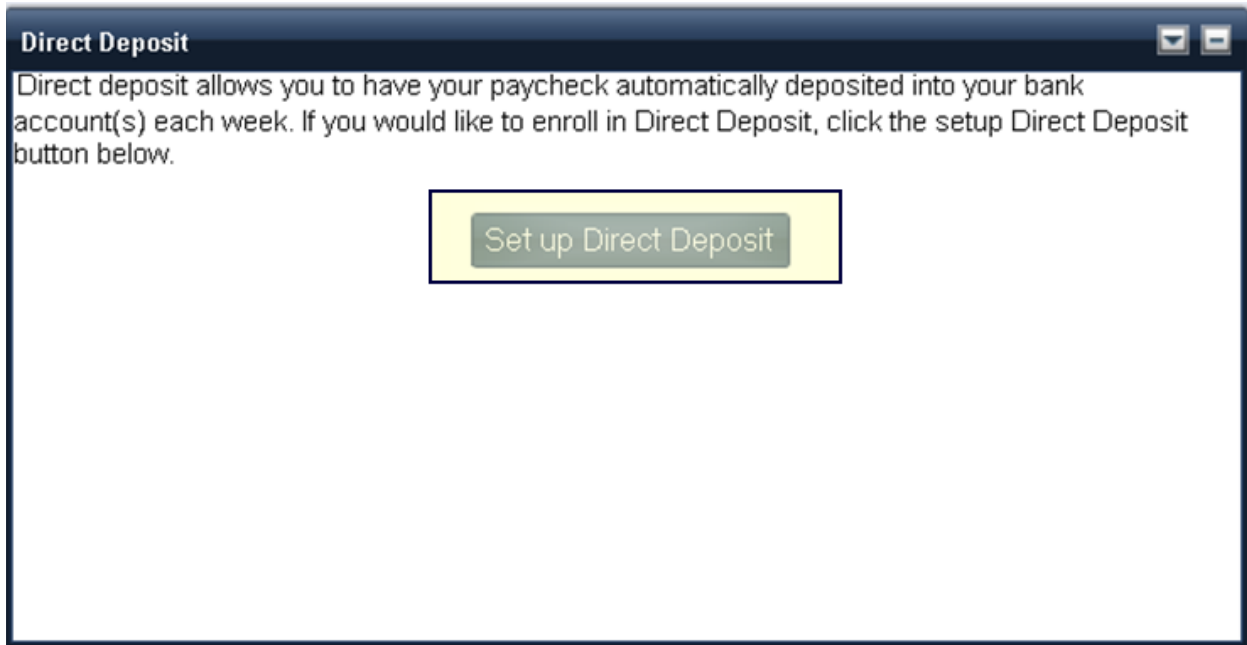 Direct Deposit
Direct deposit allows you to have your paycheck automatically deposited into your bank
account(s) each week. If you would like to enroll in Direct Deposit, click the setup Direct Deposit
button below.
Set up Direct Deposit